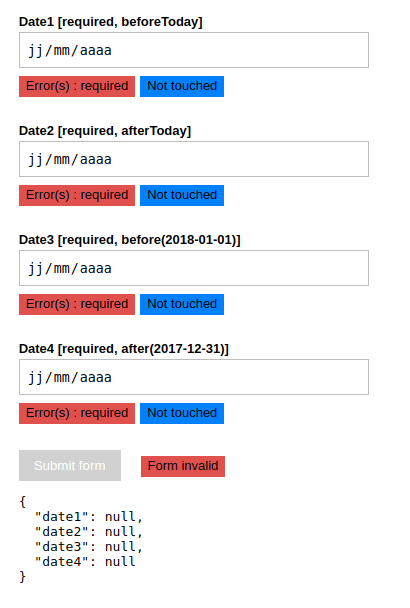 Date1 [required, beforeToday]
jj/mm/aaaa
Error(s) : required Not touched
Date2 [required, afterToday]
jj/mm/aaaa
Error(s) : required Not touched
Date3 [required, before(2018-01-01)]
jj/mm/aaaa
Error(s) : required Not touched
Date4 [required, after(2017-12-31)]
jj/mm/aaaa
Error(s) : required Not touched
Submit form Form invalid
{
  "date1": null,
  "date2": null,
  "date3": null,
  "date4": null
}